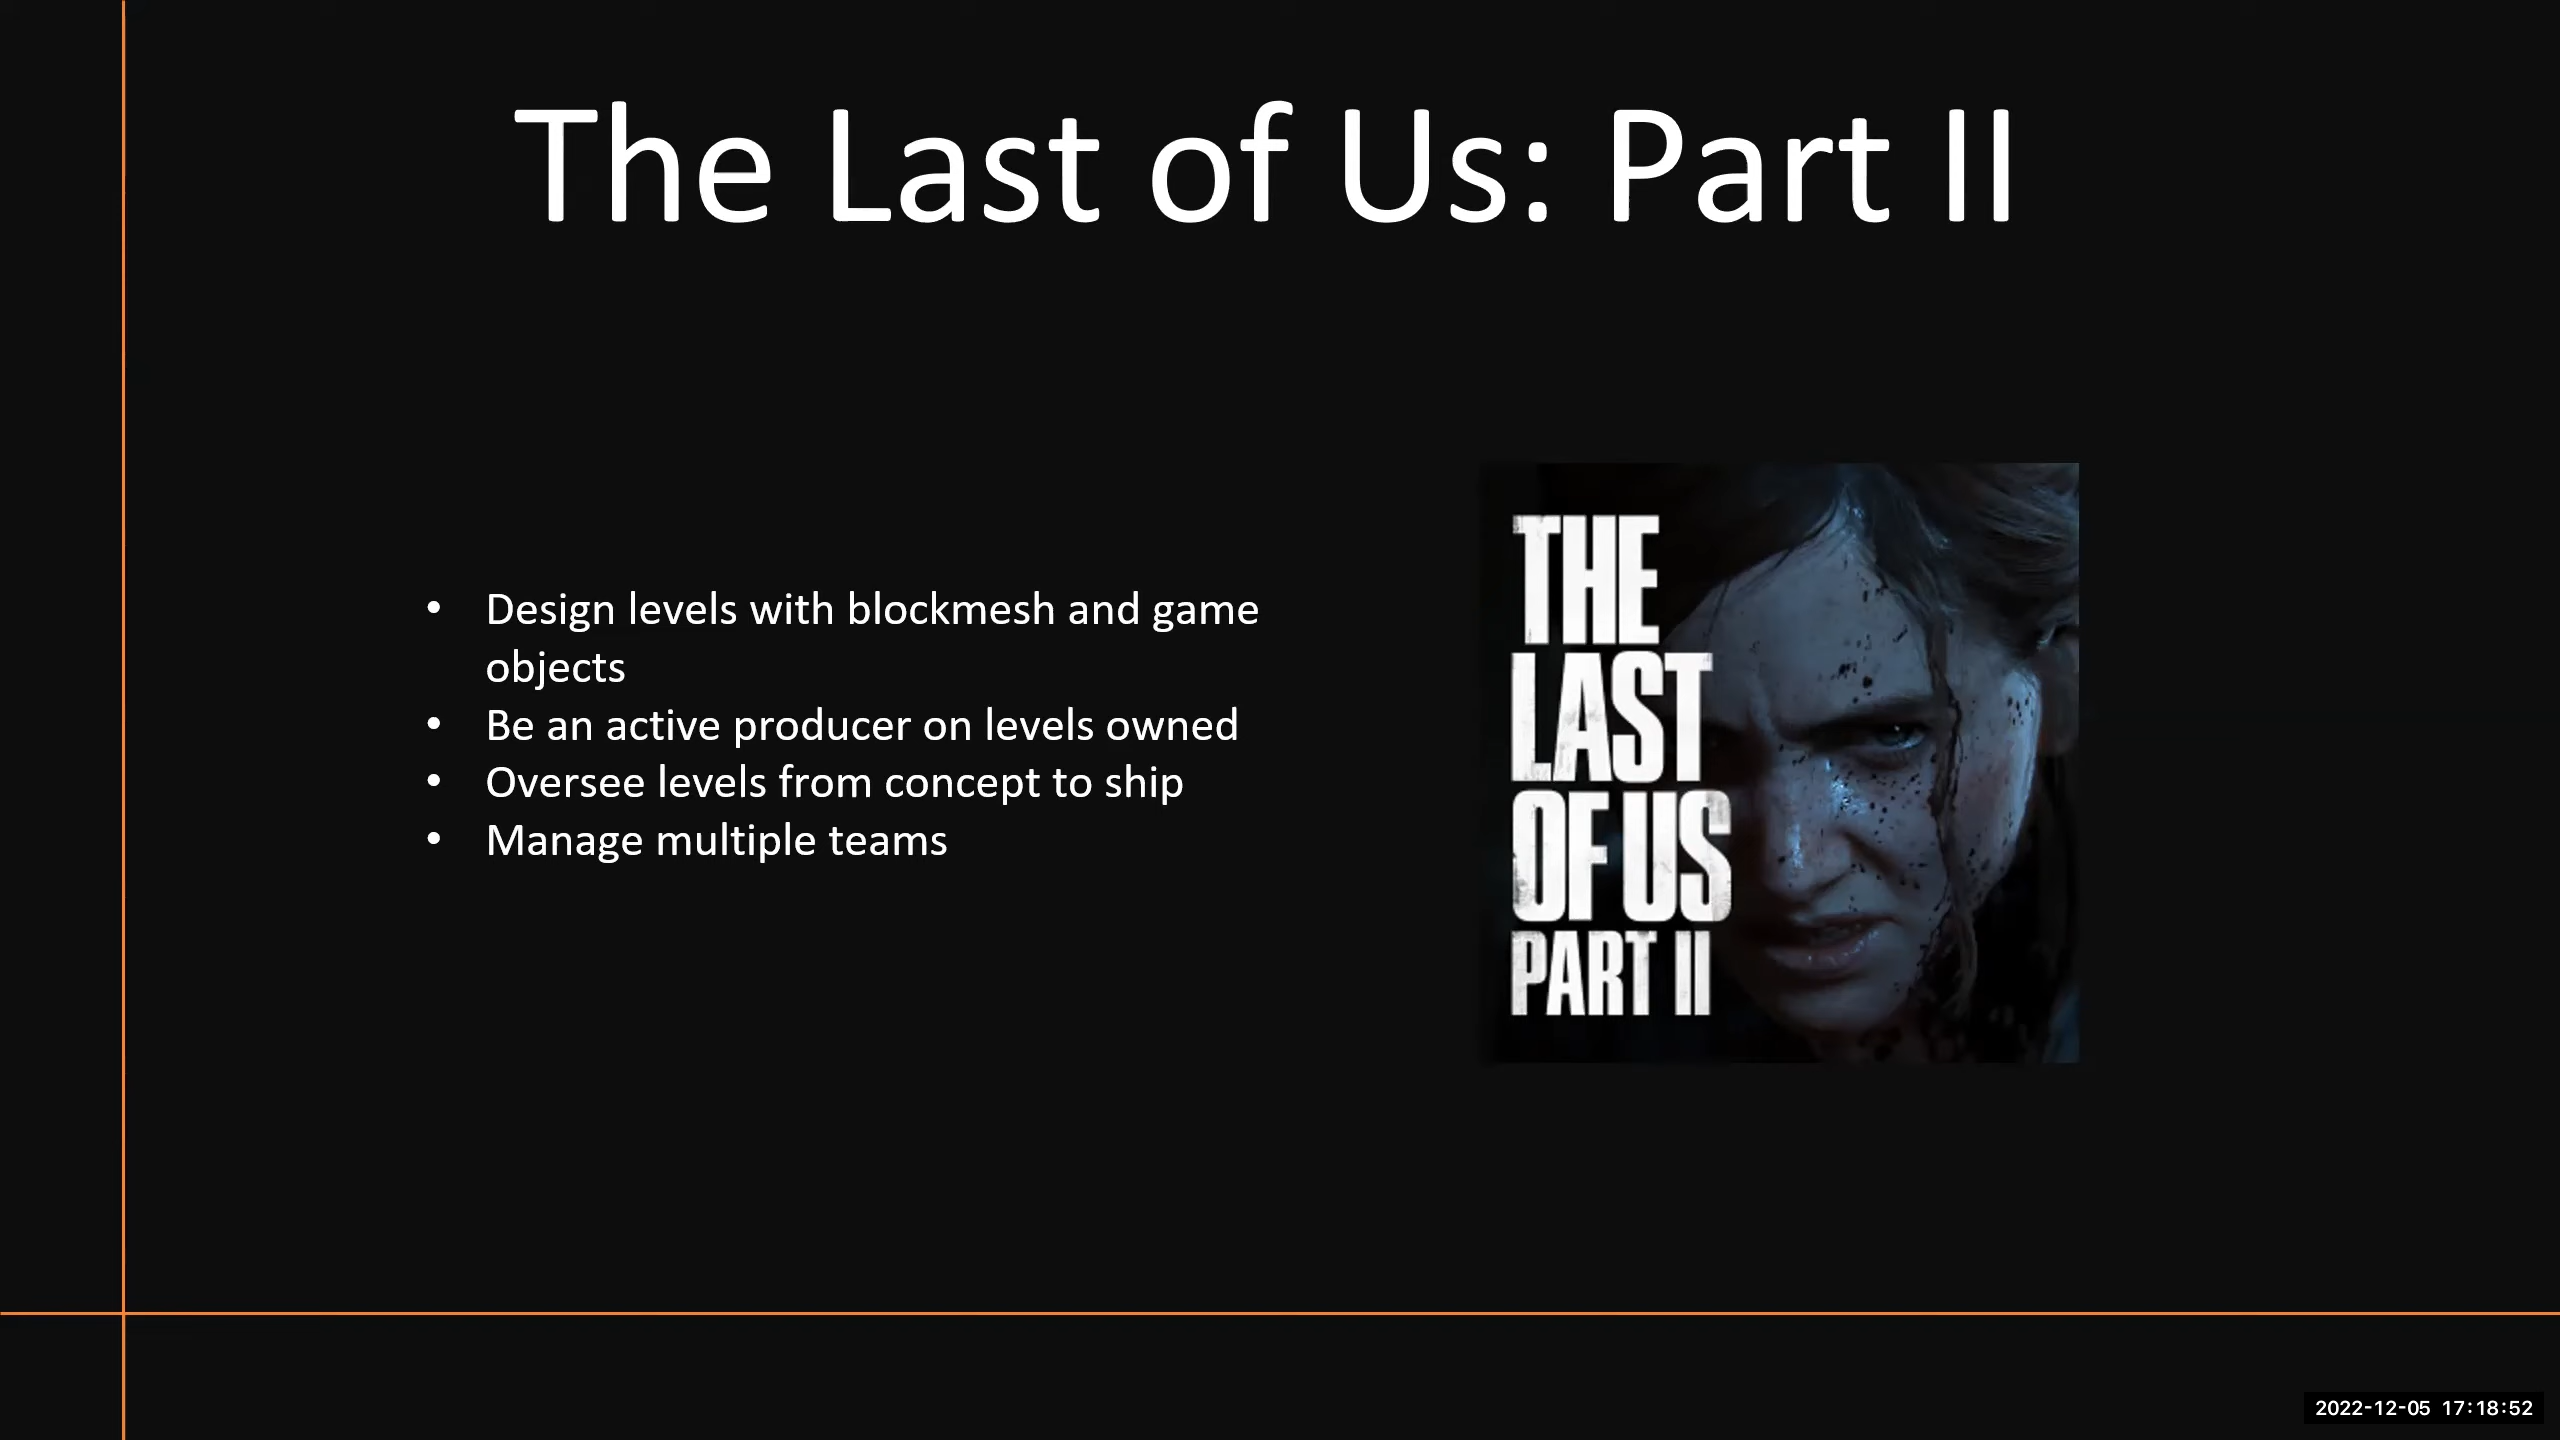 The Last of Us: Part II
• Design levels with blockmesh and game
objects
• Be an active producer on levels owned
• Oversee levels from concept to ship
• Manage multiple teams
THE
LAST
OF US
PART II
2022-12-05 17:18:52